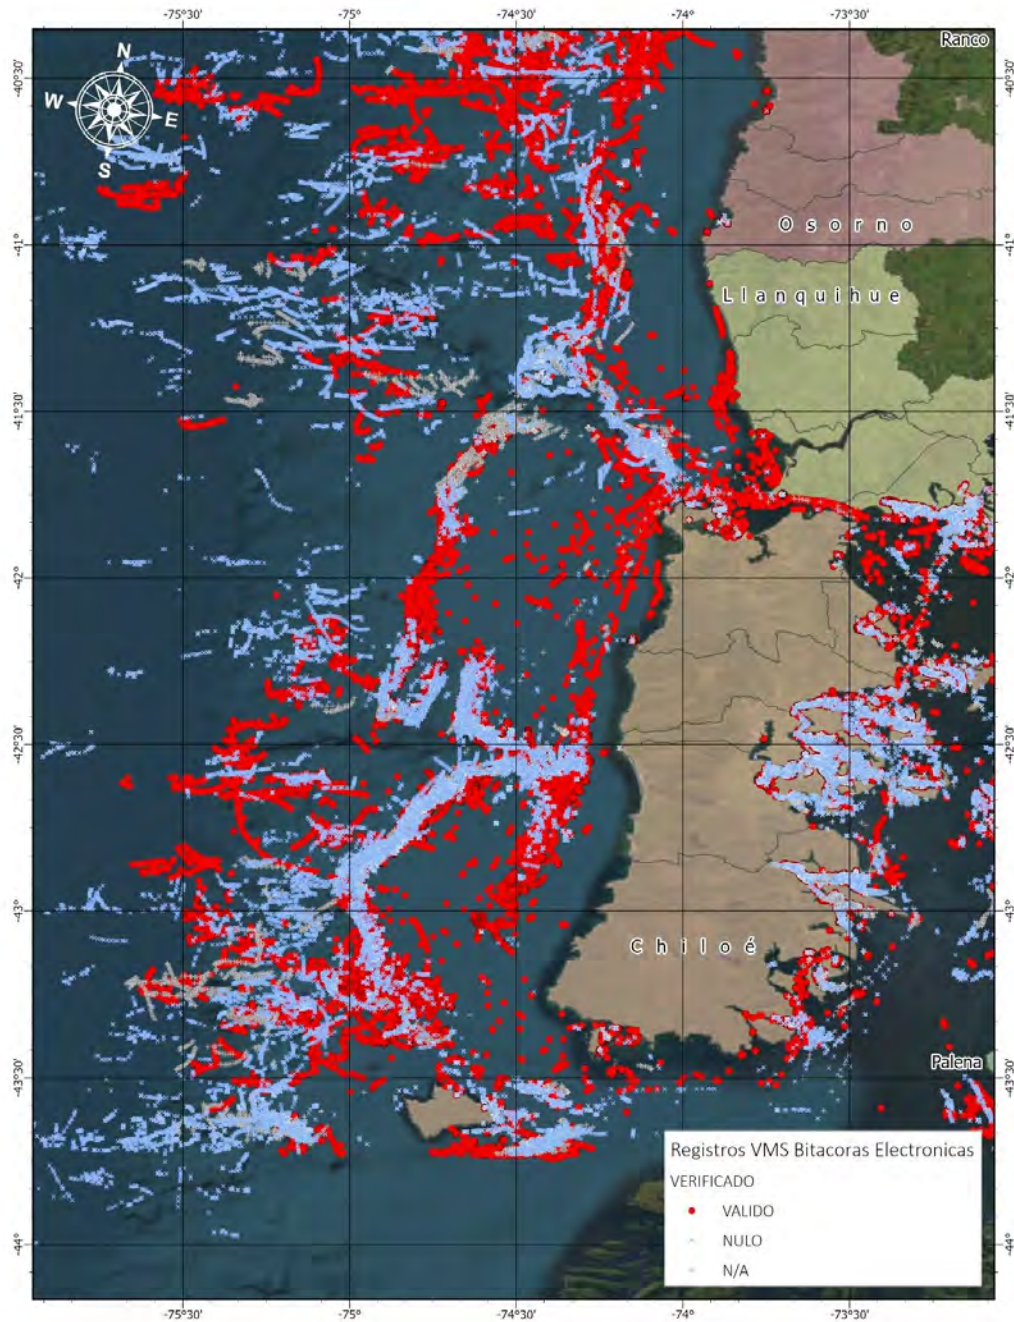 -75°30'
-75°
-74°30'
-74°
-73°30'
Ranco
-40°30'
-40°30'
N
W
E
S
Osorno
-41°
-41°
Llanquihue
-41°30'
-41°30'
-42°
-42°
-42°30'
-42°30'
-43°
-43°
Chiloé
Palena
-43°30'
-43°30'
Registros VMS Bitacoras Electronicas
VERIFICADO
VALIDO
NULO
N/A
-44°
-44°
-75°30'
-75°
-74°30'
-74°
-73°30'